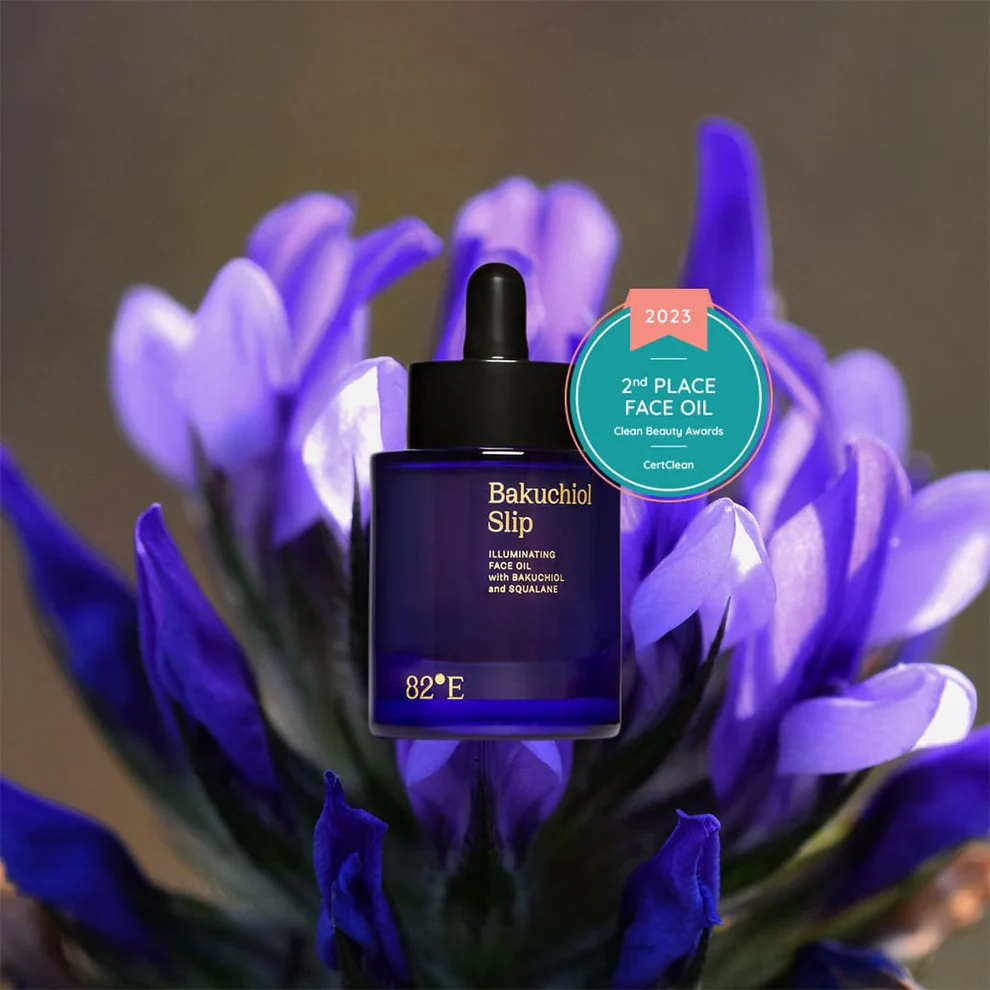 2023
2nd PLACE
FACE OIL
Clean Beauty Awards
CertClean
Bakuchiol
Slip
ILLUMINATING
FACE OIL
with BAKUCHIOL
and SQUALANE
82°E